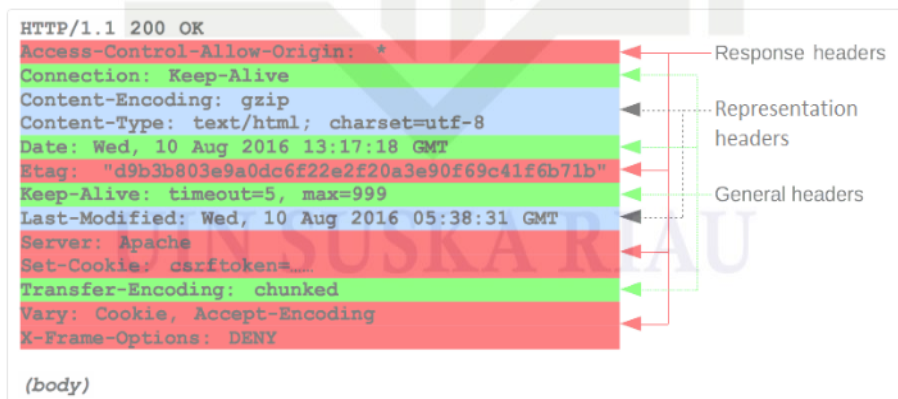 HTTP/1.1 200 OK
Access-Control-Allow-Origin: *
Connection: Keep-Alive
Content-Encoding: gzip
Content-Type: text/html; charset=utf-8
Date: Wed, 10 Aug 2016 13:17:18 GMT
Etag: "d9b3b803e9a0dc6f22e2f20a3e90f69c41f6b71b"
Keep-Alive: timeout=5, max=999
Last-Modified: Wed, 10 Aug 2016 05:38:31 GMT
Server: Apache
Set-Cookie: csrftoken=……
Transfer-Encoding: chunked
Vary: Cookie, Accept-Encoding
X-Frame-Options: DENY
(body)
Response headers
Representation
headers
General headers
UIN SUSKA RIAU